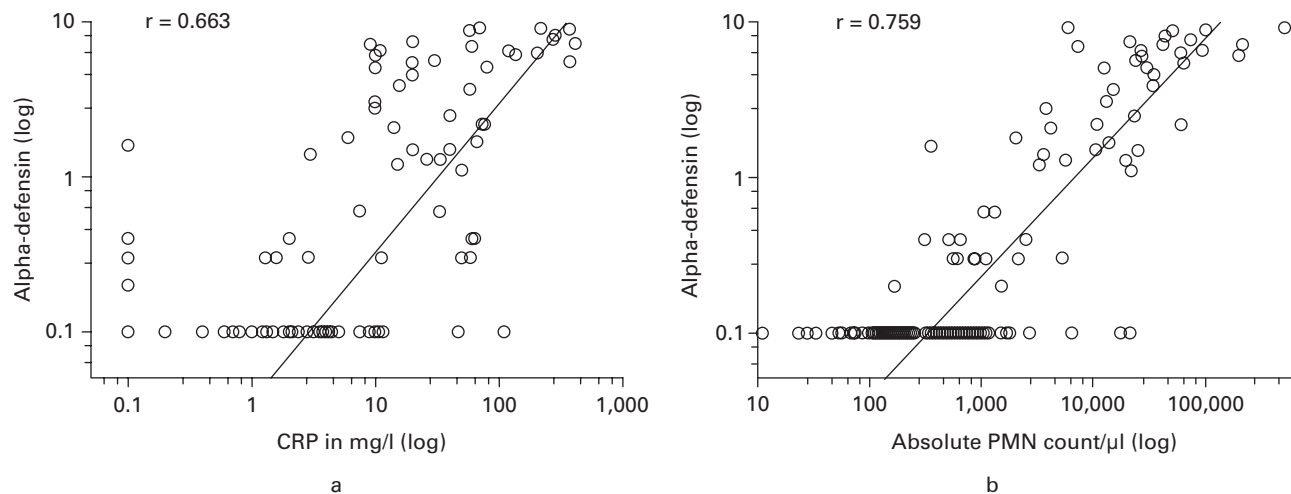 r = 0.663
10
1
0.1
Alpha-defensin (log)
0.1 1 10 100 1,000
CRP in mg/l (log)
a
r = 0.759
10
1
0.1
Alpha-defensin (log)
10 100 1,000 10,000 100,000
Absolute PMN count/µl (log)
b